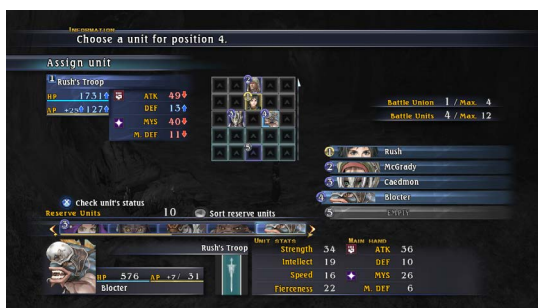 INFORMATION
Choose a unit for position 4.
Assign unit
1 Rush's Troop
HP 1731
AP +28 127
ATK 49
DEF 13
MYS 40
M. DEF 11
Battle Union 1 / Max. 4
Battle Units 4 / Max. 12
1 Rush
2 McGrady
3 Caedmon
4 Blocter
5 EMPTY
Check unit's status
Reserve Units 10 Sort reserve units
Rush's Troop
HP 576 AP +7/ 31
Blocter
UNIT STATS MAIN HAND
Strength 34 ATK 36
Intellect 19 DEF 10
Speed 16 MYS 26
Fierceness 22 M. DEF 6